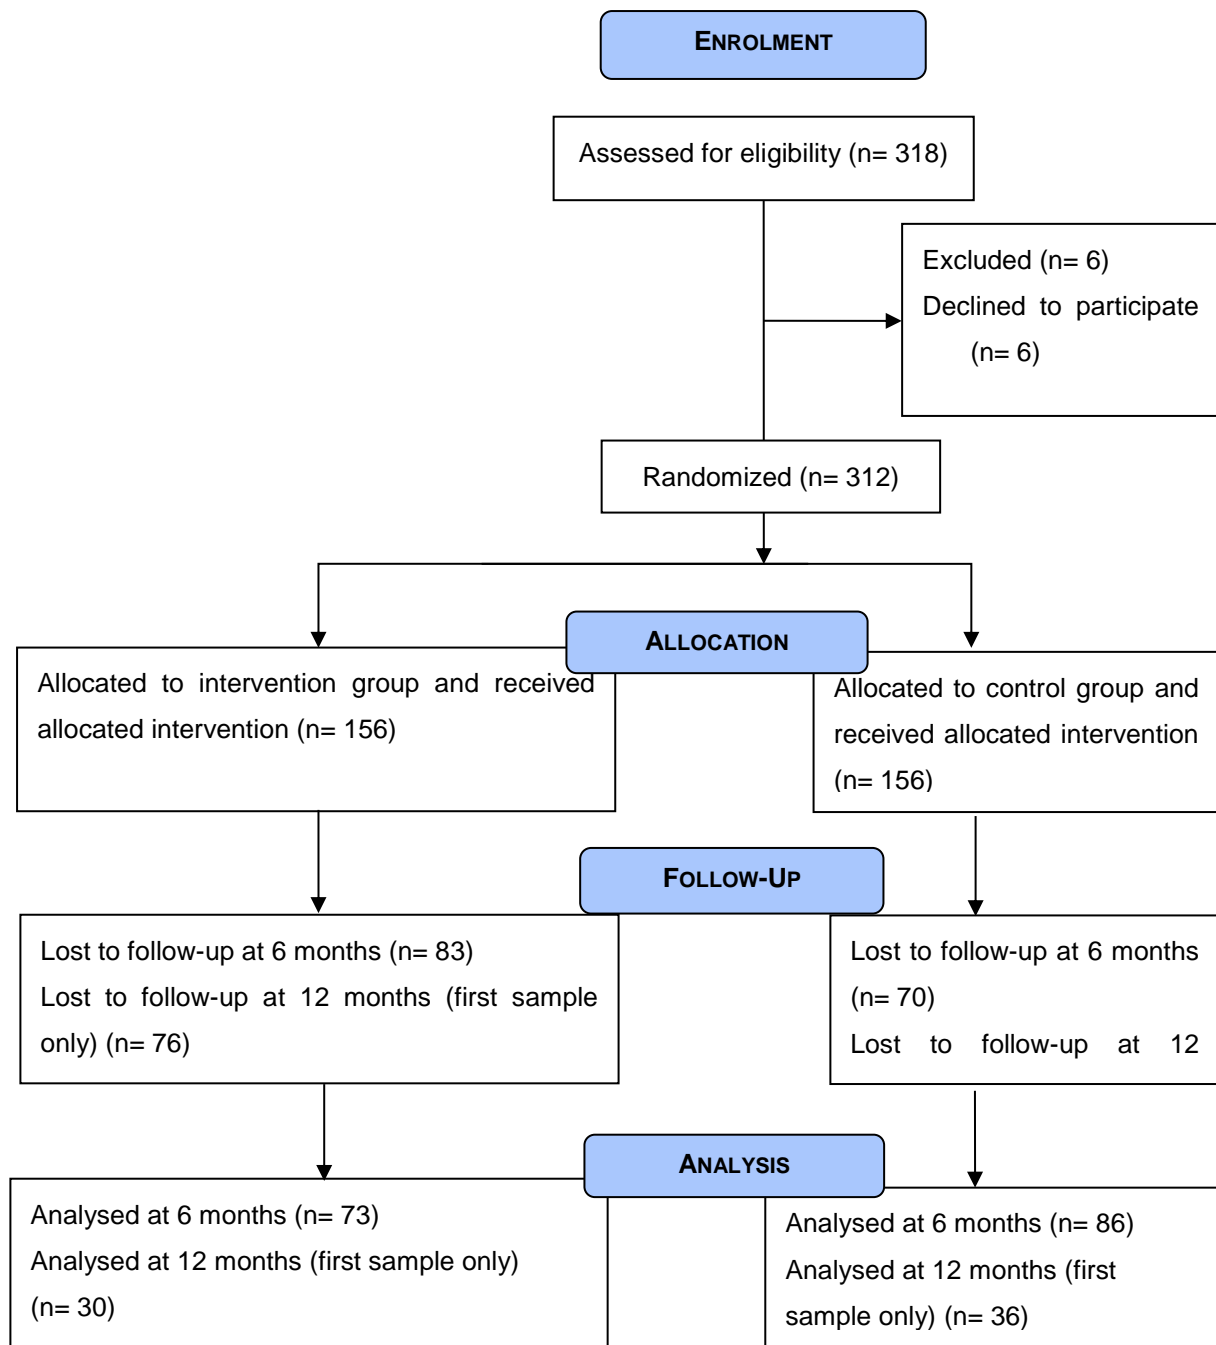 ENROLMENT
Assessed for eligibility (n= 318)
Excluded (n= 6)
Declined to participate
(n= 6)
Randomized (n= 312)
ALLOCATION
Allocated to intervention group and received
allocated intervention (n= 156)
Allocated to control group and
received allocated intervention
(n= 156)
FOLLOW-UP
Lost to follow-up at 6 months (n= 83)
Lost to follow-up at 12 months (first sample
only) (n= 76)
Lost to follow-up at 6 months
(n= 70)
Lost to follow-up at 12
ANALYSIS
Analysed at 6 months (n= 73)
Analysed at 12 months (first sample only)
(n= 30)
Analysed at 6 months (n= 86)
Analysed at 12 months (first
sample only) (n= 36)